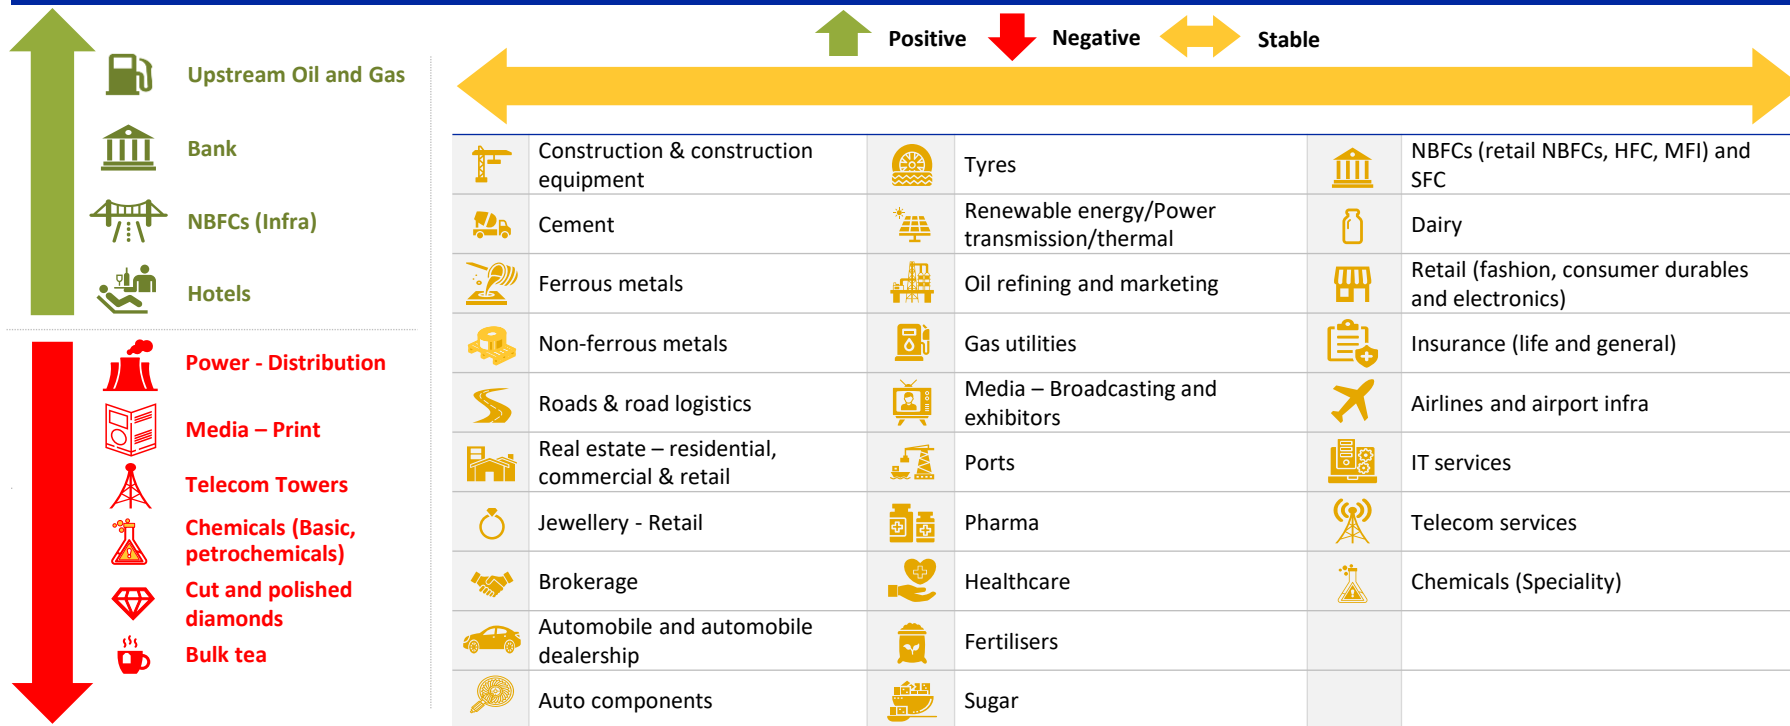 Positive
Negative
Stable
Upstream Oil and Gas
Bank
NBFCs (Infra)
Hotels
Power - Distribution
Media – Print
Telecom Towers
Chemicals (Basic,
petrochemicals)
Cut and polished
diamonds
Bulk tea
Construction & construction
equipment
Tyres
NBFCs (retail NBFCs, HFC, MFI) and
SFC
Cement
Renewable energy/Power
transmission/thermal
Dairy
Ferrous metals
Oil refining and marketing
Retail (fashion, consumer durables
and electronics)
Non-ferrous metals
Gas utilities
Insurance (life and general)
Roads & road logistics
Media – Broadcasting and
exhibitors
Airlines and airport infra
Real estate – residential,
commercial & retail
Ports
IT services
Jewellery - Retail
Pharma
Telecom services
Brokerage
Healthcare
Chemicals (Speciality)
Automobile and automobile
dealership
Fertilisers
Auto components
Sugar